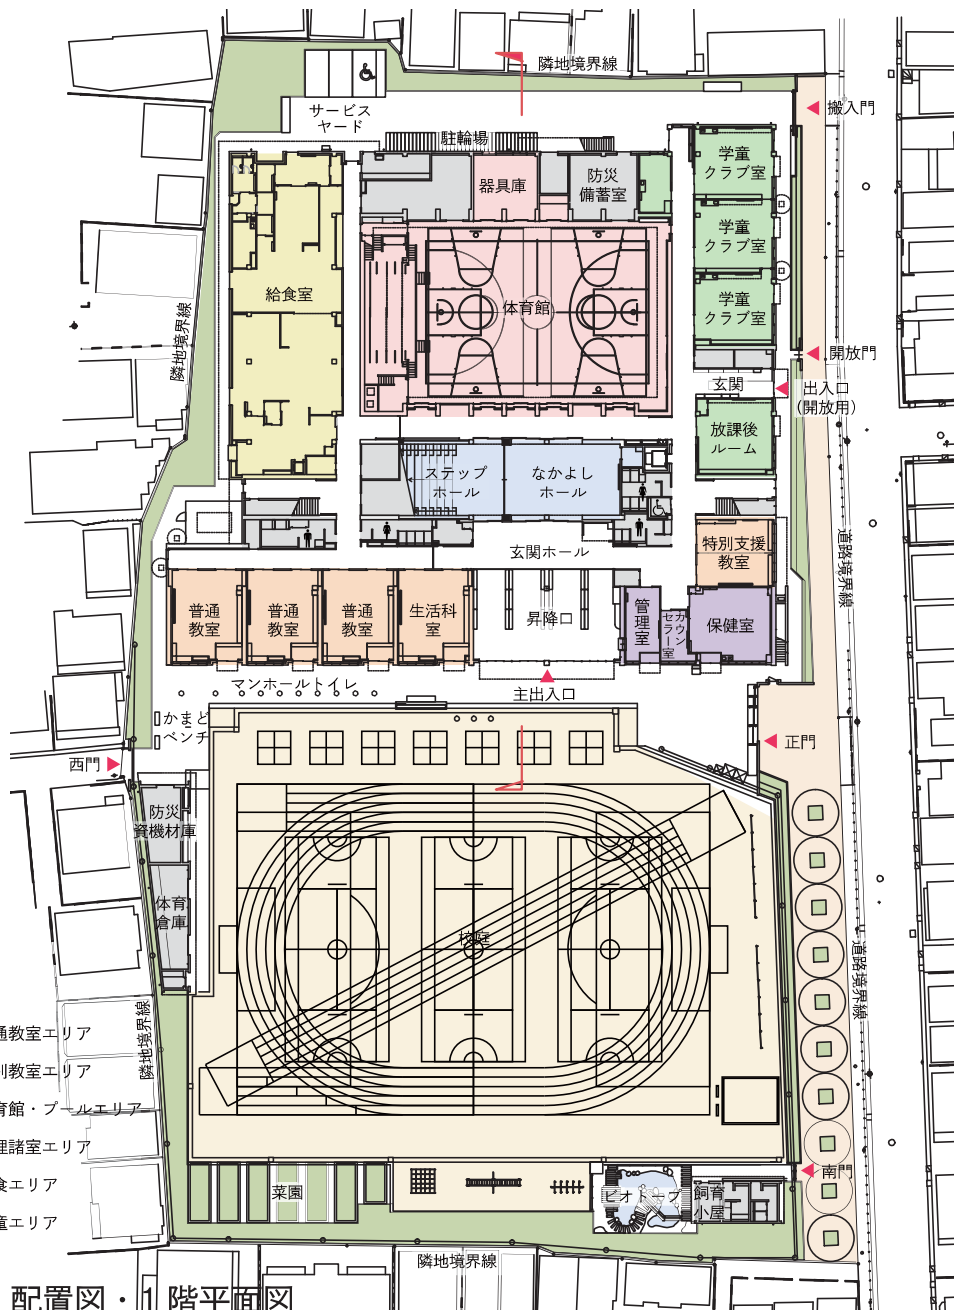 隣地境界線
搬入門
サービス
ヤード
駐輪場
学童
クラブ室
器具庫
防災
備蓄室
学童
クラブ室
給食室
体育館
学童
クラブ室
隣地境界線
開放門
玄関
出入口
(開放用)
放課後
ルーム
ステップ
ホール
なかよし
ホール
玄関ホール
特別支援
教室
道路境界線
普通
教室
普通
教室
普通
教室
生活科
室
昇降口
管理室
カウン
セラー室
保健室
マンホールトイレ
主出入口
かまど
ベンチ
西門
正門
防災
資機材庫
体育
倉庫
校庭
道路境界線
隣地境界線
通教室エリア
別教室エリア
育館・プールエリア
理諸室エリア
食エリア
童エリア
南門
菜園
ビオトープ
飼育
小屋
隣地境界線
配置図・1階平面図